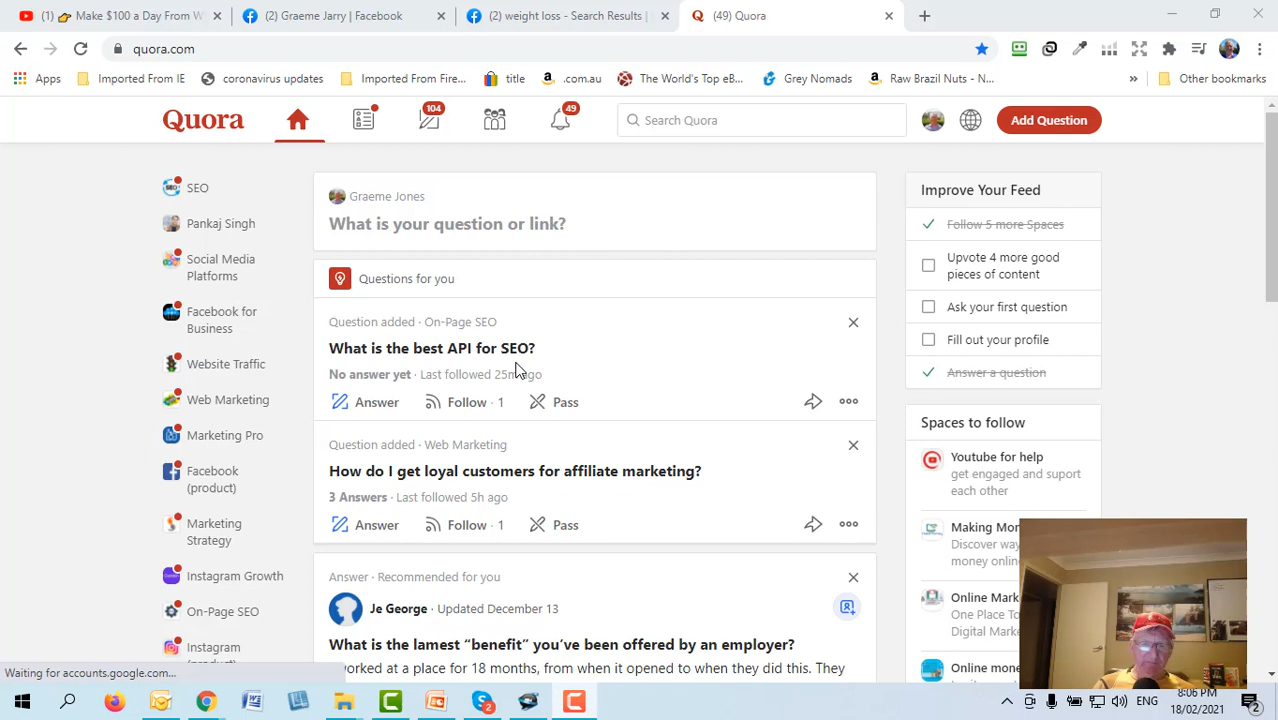 (1) 👉 Make $100 a Day From W
(2) Graeme Jarry | Facebook
(2) weight loss - Search Results |
(49) Quora
quora.com
Apps
Imported From IE
coronavirus updates
Imported From Fire...
title
.com.au
The World's Top eB...
Grey Nomads
Raw Brazil Nuts - N...
»
Other bookmarks
Quora
104
49
Search Quora
Add Question
SEO
Pankaj Singh
Social Media
Platforms
Facebook for
Business
Website Traffic
Web Marketing
Marketing Pro
Facebook
(product)
Marketing
Strategy
Instagram Growth
On-Page SEO
Instagram
(product)
Graeme Jones
What is your question or link?
Questions for you
Question added · On-Page SEO
What is the best API for SEO?
No answer yet · Last followed 25m ago
Answer
Follow · 1
Pass
Question added · Web Marketing
How do I get loyal customers for affiliate marketing?
3 Answers · Last followed 5h ago
Answer
Follow · 1
Pass
Answer · Recommended for you
Je George · Updated December 13
What is the lamest “benefit” you’ve been offered by an employer?
worked at a place for 18 months, from when it opened to when they did this. They
Improve Your Feed
Follow 5 more Spaces
Upvote 4 more good
pieces of content
Ask your first question
Fill out your profile
Answer a question
Spaces to follow
Youtube for help
get engaged and suport
each other
Making Mon
Discover way
money onlin
Online Mark
One Place To
Digital Marke
Online mone
Waiting for accounts.google.com...
2
ENG
8:06 PM
18/02/2021
2